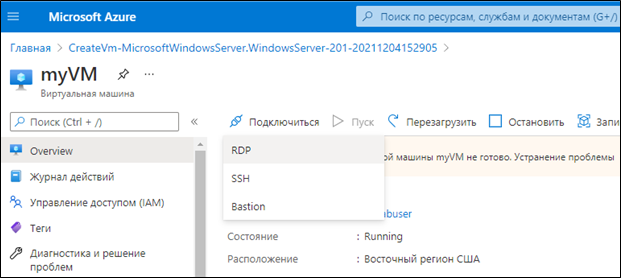 Microsoft Azure
Поиск по ресурсам, службам и документам (G+/)
Главная > CreateVm-MicrosoftWindowsServer.WindowsServer-201-20211204152905 >
myVM
Виртуальная машина
Поиск (Ctrl + /)
Подключиться
Пуск
Перезагрузить
Остановить
Запи
Overview
Журнал действий
Управление доступом (IAM)
Теги
Диагностика и решение
проблем
RDP
SSH
Bastion
ой машины myVM не готово. Устранение проблемы
buser
Состояние : Running
Расположение : Восточный регион США